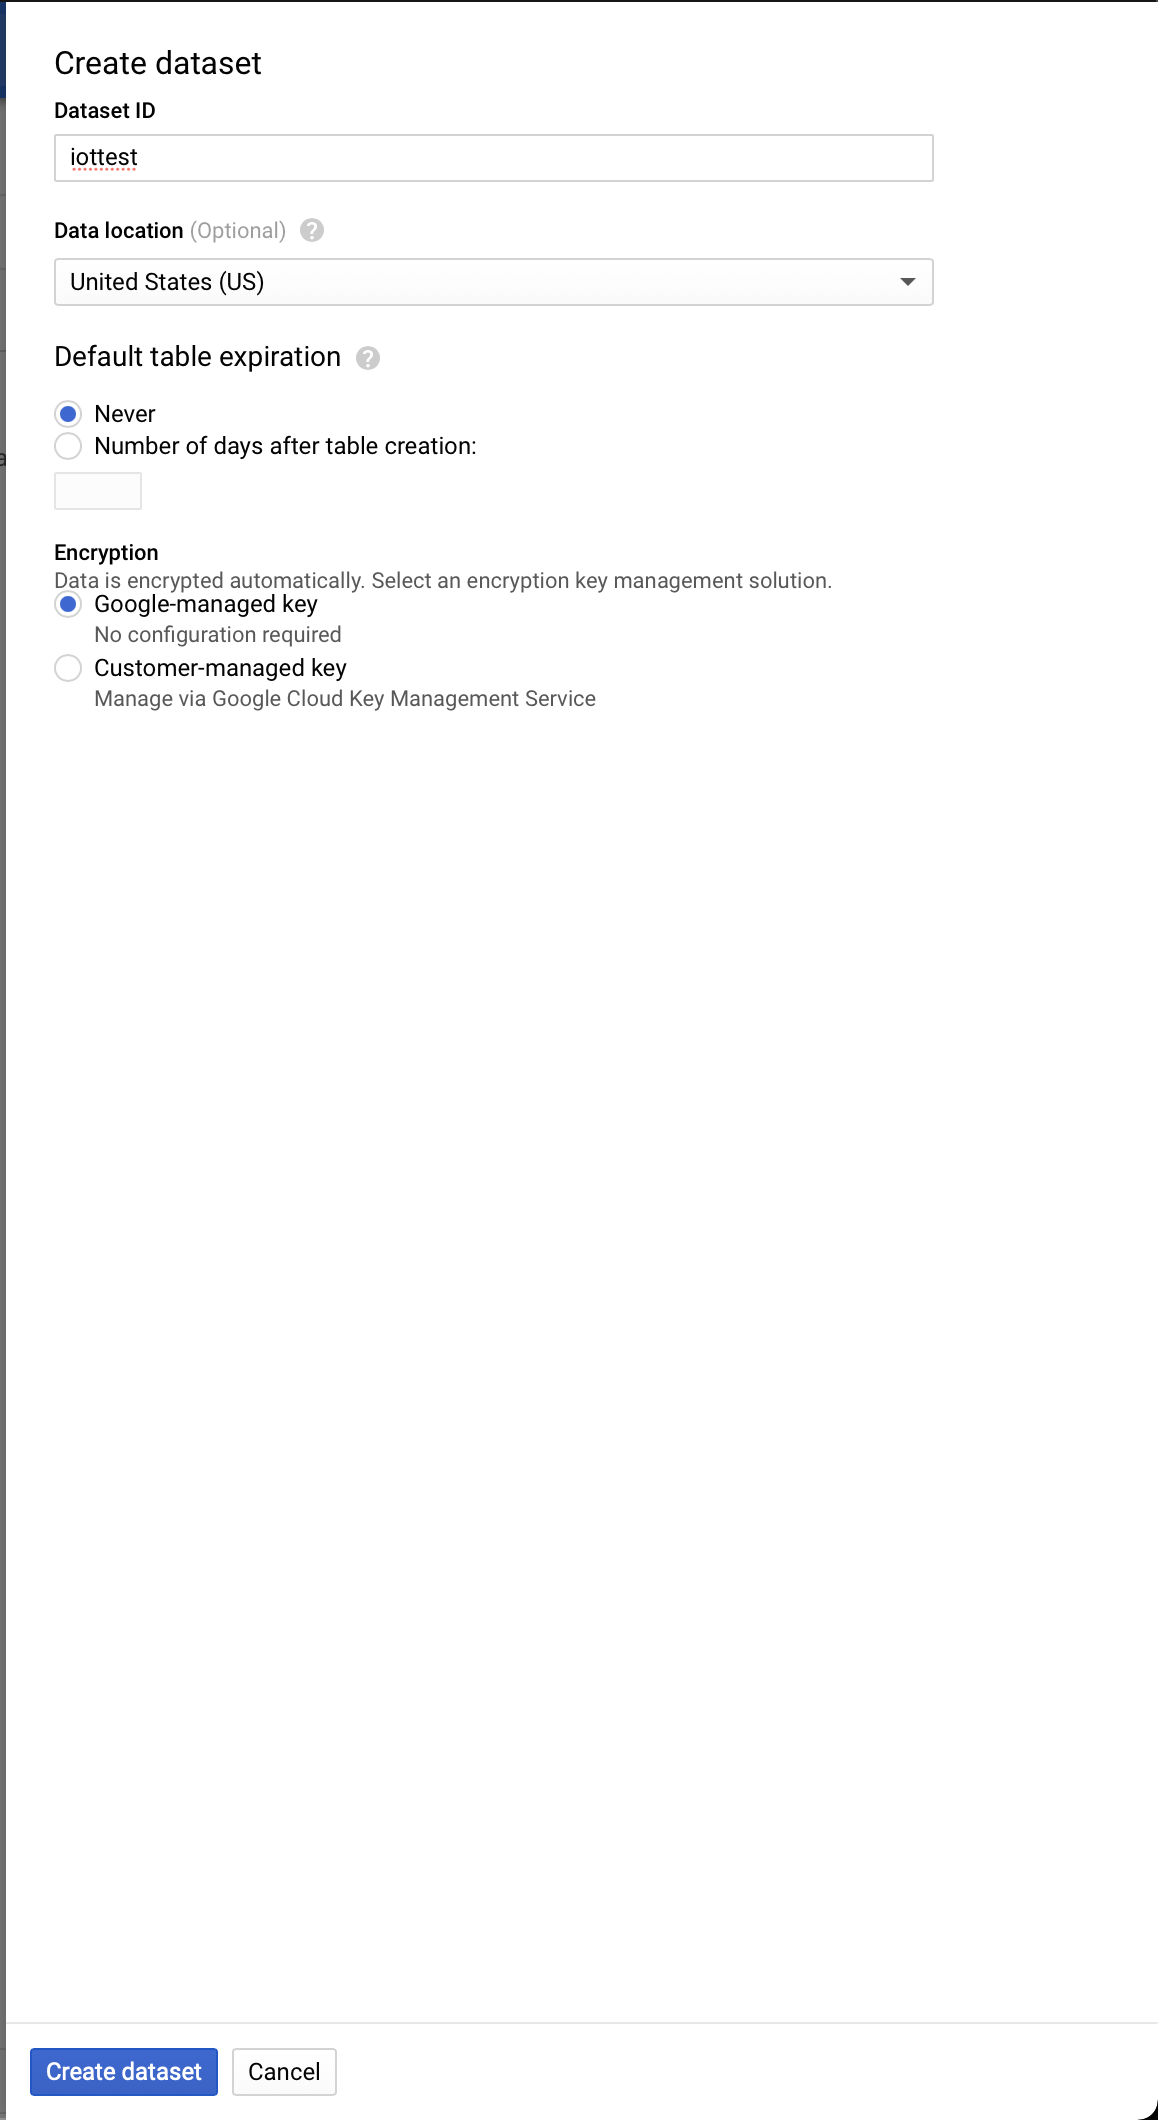 Create dataset
Dataset ID
iottest
Data location (Optional) ?
United States (US)
Default table expiration ?
Never
Number of days after table creation:
Encryption
Data is encrypted automatically. Select an encryption key management solution.
Google-managed key
No configuration required
Customer-managed key
Manage via Google Cloud Key Management Service
Create dataset Cancel